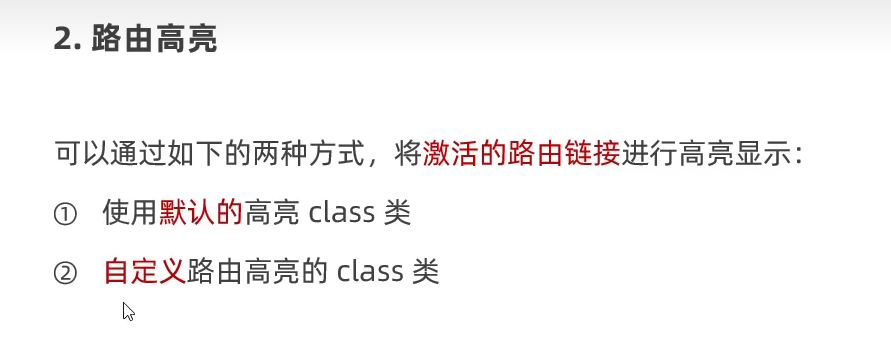 2. 路由高亮
可以通过如下的两种方式，将激活的路由链接进行高亮显示：
① 使用默认的高亮 class 类
② 自定义路由高亮的 class 类